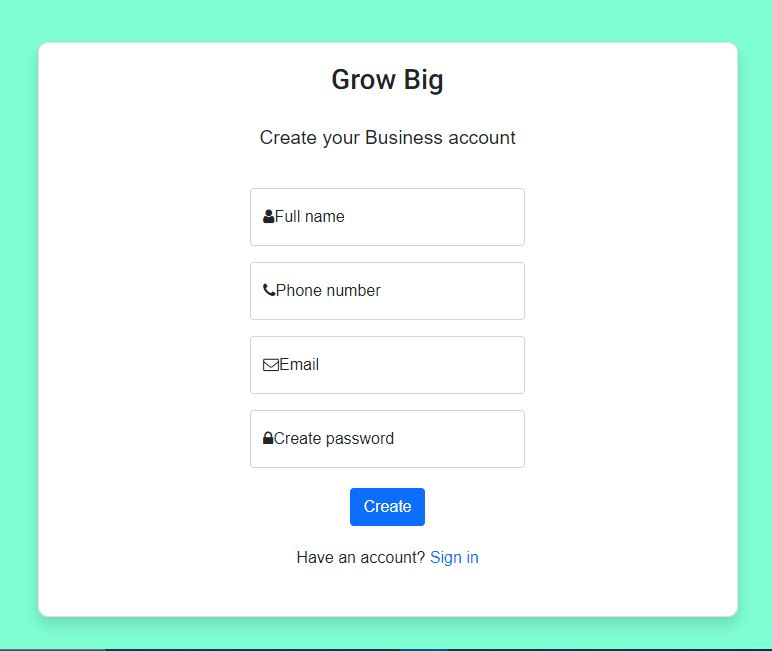 Grow Big
Create your Business account
Full name
Phone number
Email
Create password
Create
Have an account? Sign in